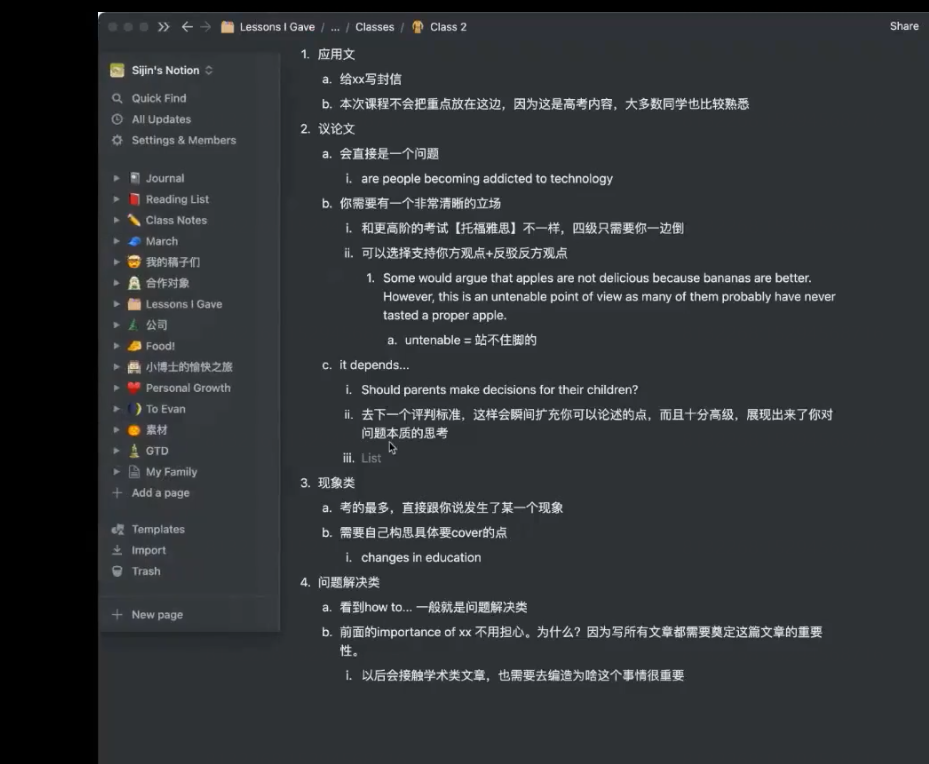 Lessons I Gave / ... / Classes / Class 2
Share
Sijin's Notion
Quick Find
All Updates
Settings & Members
Journal
Reading List
Class Notes
March
我的稿子们
合作对象
Lessons I Gave
公司
Food!
小博士的愉快之旅
Personal Growth
To Evan
素材
GTD
My Family
Add a page
Templates
Import
Trash
New page
1. 应用文
a. 给xx写封信
b. 本次课程不会把重点放在这边，因为这是高考内容，大多数同学也比较熟悉
2. 议论文
a. 会直接是一个问题
i. are people becoming addicted to technology
b. 你需要有一个非常清晰的立场
i. 和更高阶的考试【托福雅思】不一样，四级只需要你一边倒
ii. 可以选择支持你方观点+反驳反方观点
1. Some would argue that apples are not delicious because bananas are better.
However, this is an untenable point of view as many of them probably have never
tasted a proper apple.
a. untenable = 站不住脚的
c. it depends...
i. Should parents make decisions for their children?
ii. 去下一个评判标准，这样会瞬间扩充你可以论述的点，而且十分高级，展现出来了你对
问题本质的思考
iii. List
3. 现象类
a. 考的最多，直接跟你说发生了某一个现象
b. 需要自己构思具体要cover的点
i. changes in education
4. 问题解决类
a. 看到how to... 一般就是问题解决类
b. 前面的importance of xx 不用担心。为什么？因为写所有文章都需要奠定这篇文章的重要
性。
i. 以后会接触学术类文章，也需要去编造为啥这个事情很重要